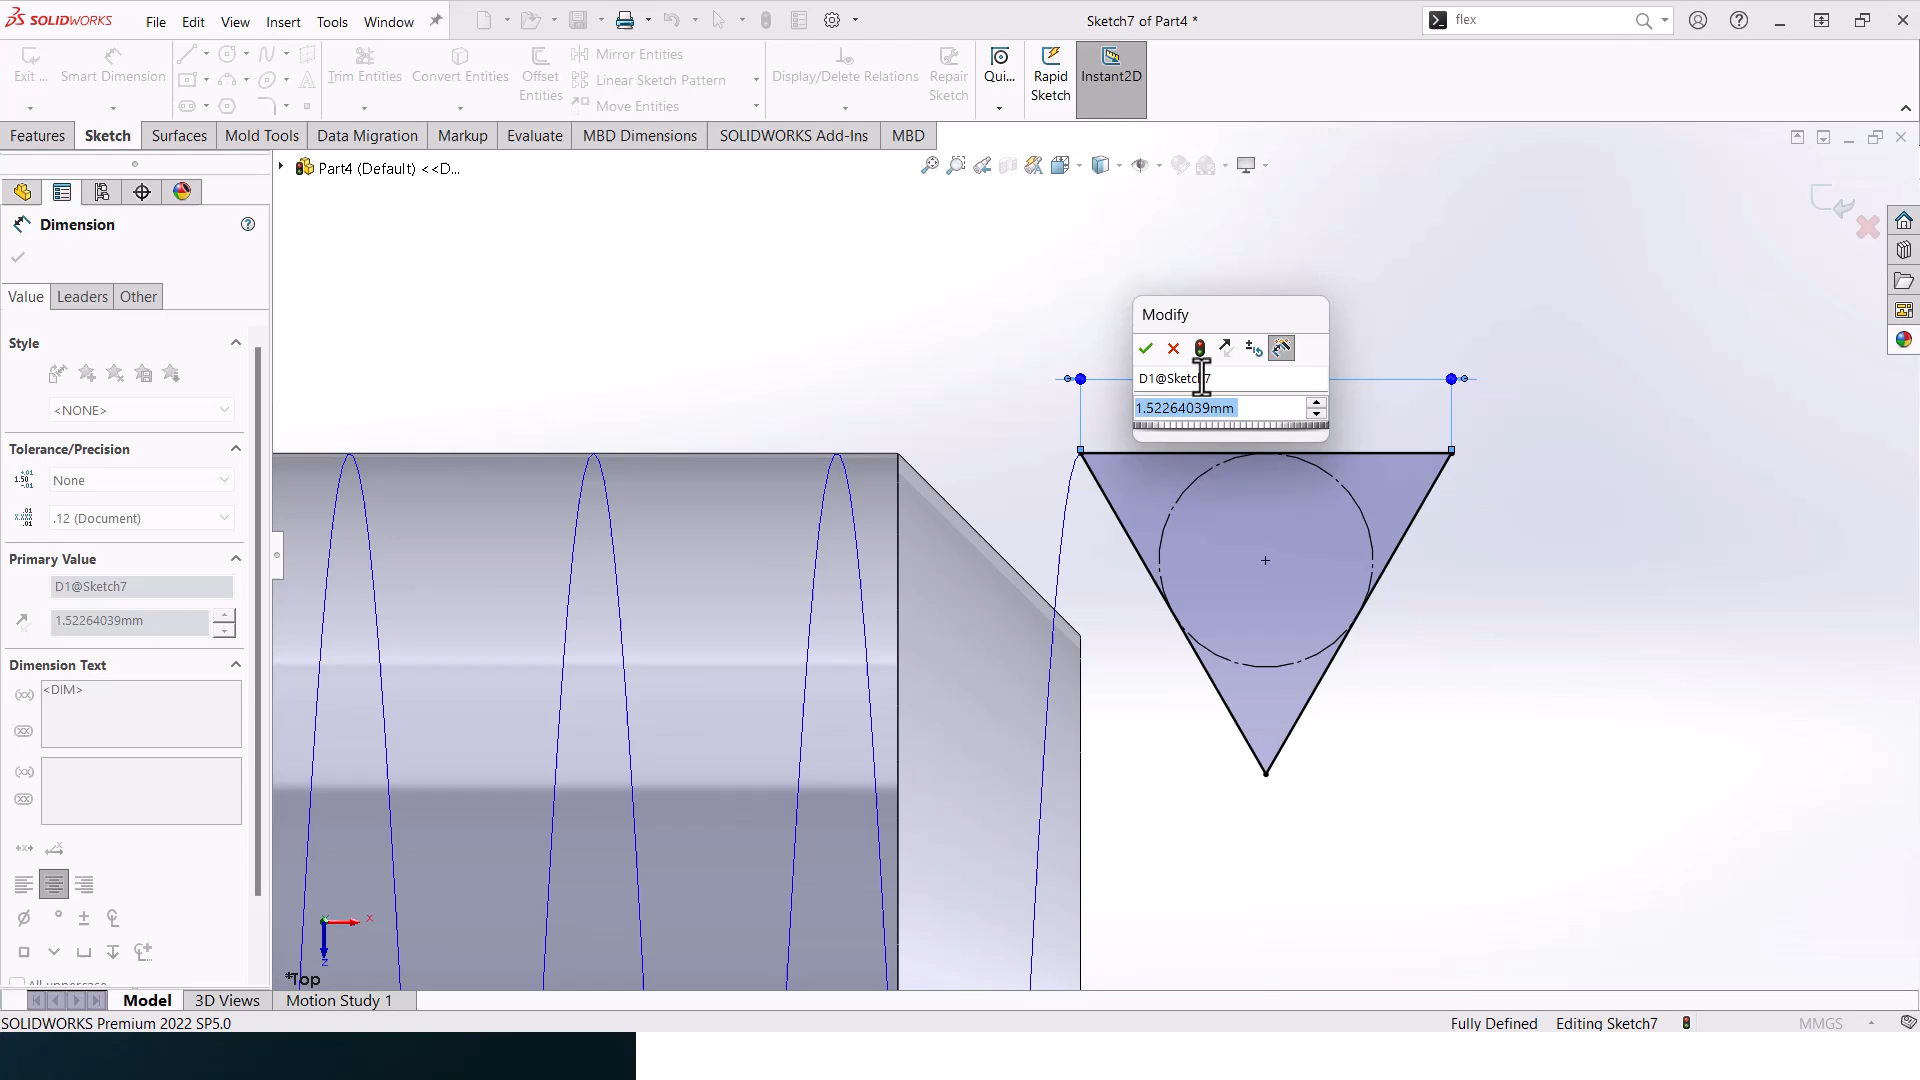 SOLIDWORKS File Edit View Insert Tools Window Sketch7 of Part4 * flex
Exit ... Smart Dimension Trim Entities Convert Entities Offset Entities Mirror Entities Linear Sketch Pattern Move Entities Display/Delete Relations Repair Sketch Qui... Rapid Sketch Instant2D
Features Sketch Surfaces Mold Tools Data Migration Markup Evaluate MBD Dimensions SOLIDWORKS Add-Ins MBD
Part4 (Default) <<D...
Dimension
Value Leaders Other
Style
<NONE>
Tolerance/Precision
None
.12 (Document)
Primary Value
D1@Sketch7
1.52264039mm
Dimension Text
<DIM>
All uppercase
Modify
D1@Sketch7
1.52264039mm
X
Z
*Top
Model 3D Views Motion Study 1
SOLIDWORKS Premium 2022 SP5.0 Fully Defined Editing Sketch7 MMGS